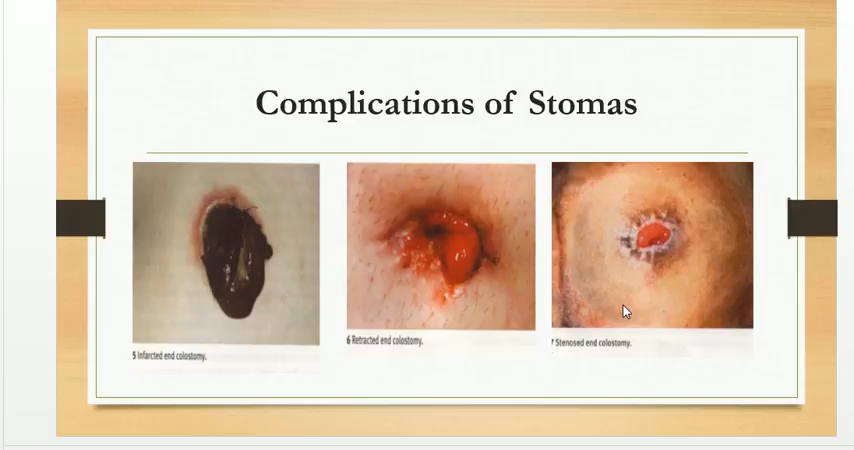 Complications of Stomas
5 Infarcted end colostomy.
6 Retracted end colostomy.
7 Stenosed end colostomy.